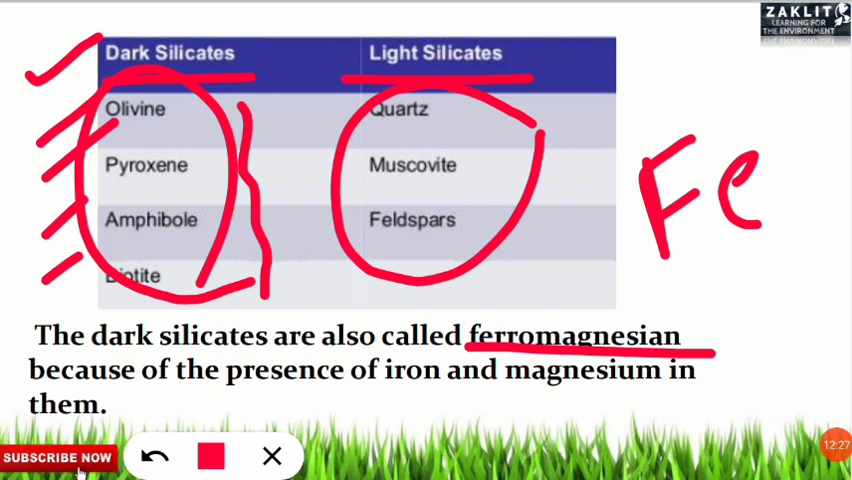 ZAKLIT
LEARNING FOR
THE ENVIRONMENT
Dark Silicates Light Silicates
Olivine Quartz
Pyroxene Muscovite
Amphibole Feldspars
Biotite
Fe
The dark silicates are also called ferromagnesian
because of the presence of iron and magnesium in
them.
12:27
SUBSCRIBE NOW